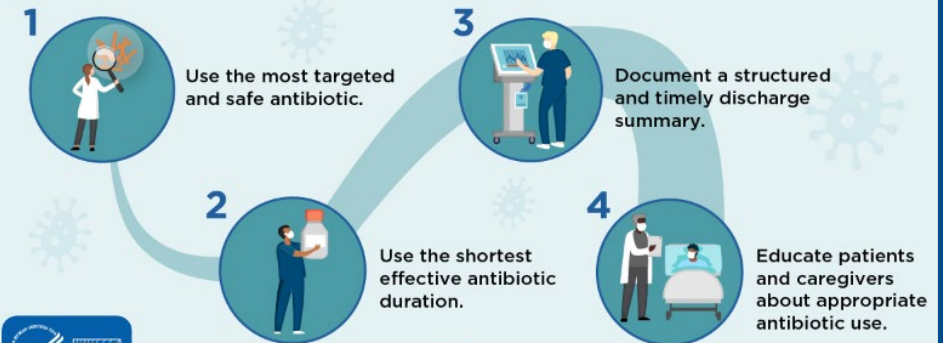 1
Use the most targeted
and safe antibiotic.
2
Use the shortest
effective antibiotic
duration.
3
Document a structured
and timely discharge
summary.
4
Educate patients
and caregivers
about appropriate
antibiotic use.